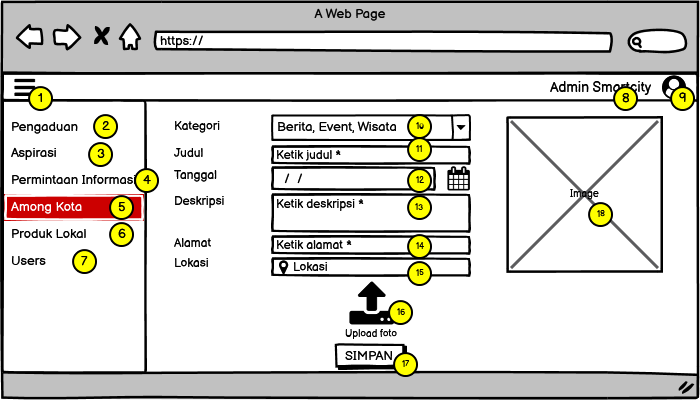 A Web Page
https://
1
Admin Smartcity 8 9
Pengaduan 2
Aspirasi 3
Permintaan Informasi 4
Among Kota 5
Produk Lokal 6
Users 7
Kategori Berita, Event, Wisata 10
Judul Ketik judul * 11
Tanggal / / 12
Deskripsi Ketik deskripsi * 13
Alamat Ketik alamat * 14
Lokasi Lokasi 15
16
Upload foto
SIMPAN 17
Image
18